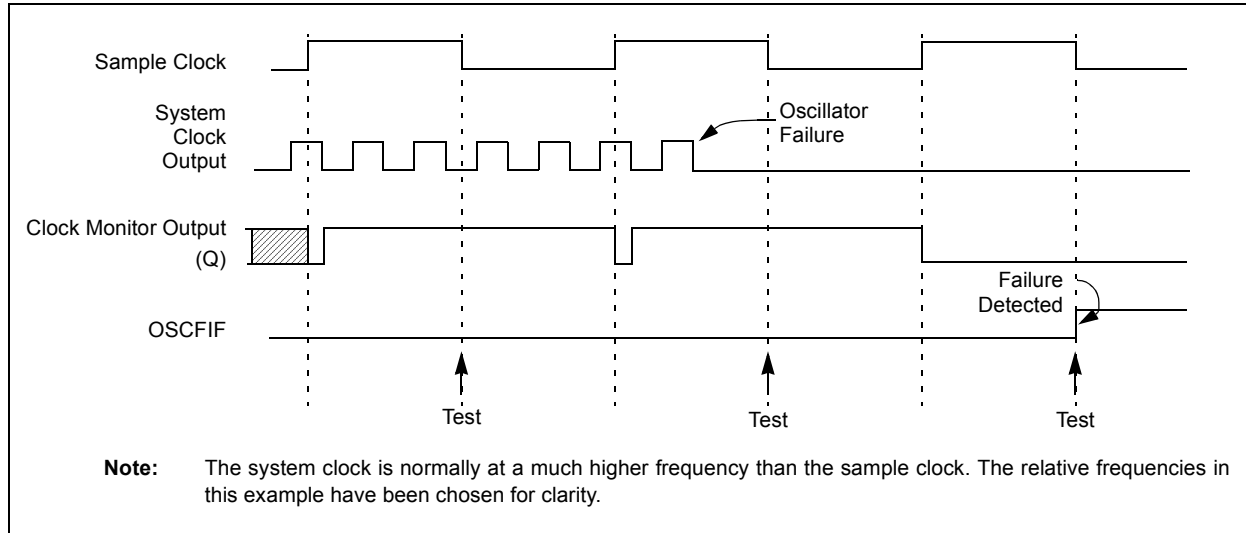 Sample Clock
System
Clock
Output
Oscillator
Failure
Clock Monitor Output
(Q)
Failure
Detected
OSCFIF
Test
Test
Test
Note: The system clock is normally at a much higher frequency than the sample clock. The relative frequencies in
this example have been chosen for clarity.